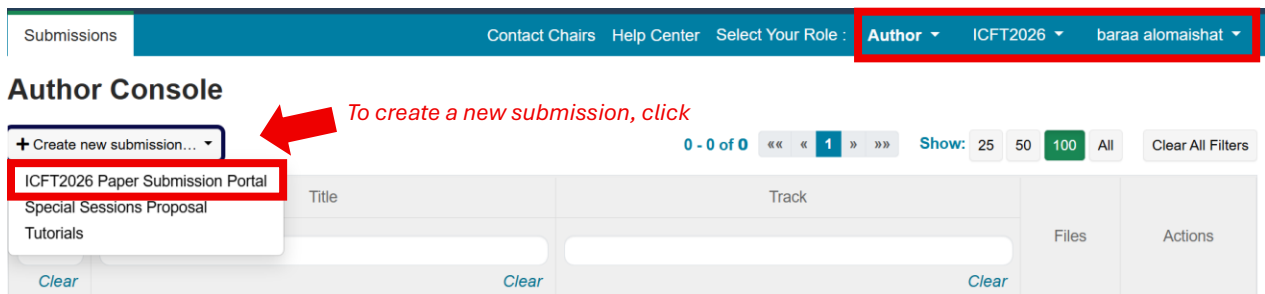 Submissions Contact Chairs Help Center Select Your Role : Author ICFT2026 baraa alomaishat
Author Console
To create a new submission, click
+ Create new submission... 0 - 0 of 0 «« « 1 » »» Show: 25 50 100 All Clear All Filters
ICFT2026 Paper Submission Portal
Special Sessions Proposal
Tutorials
Title Track Files Actions
Clear Clear Clear